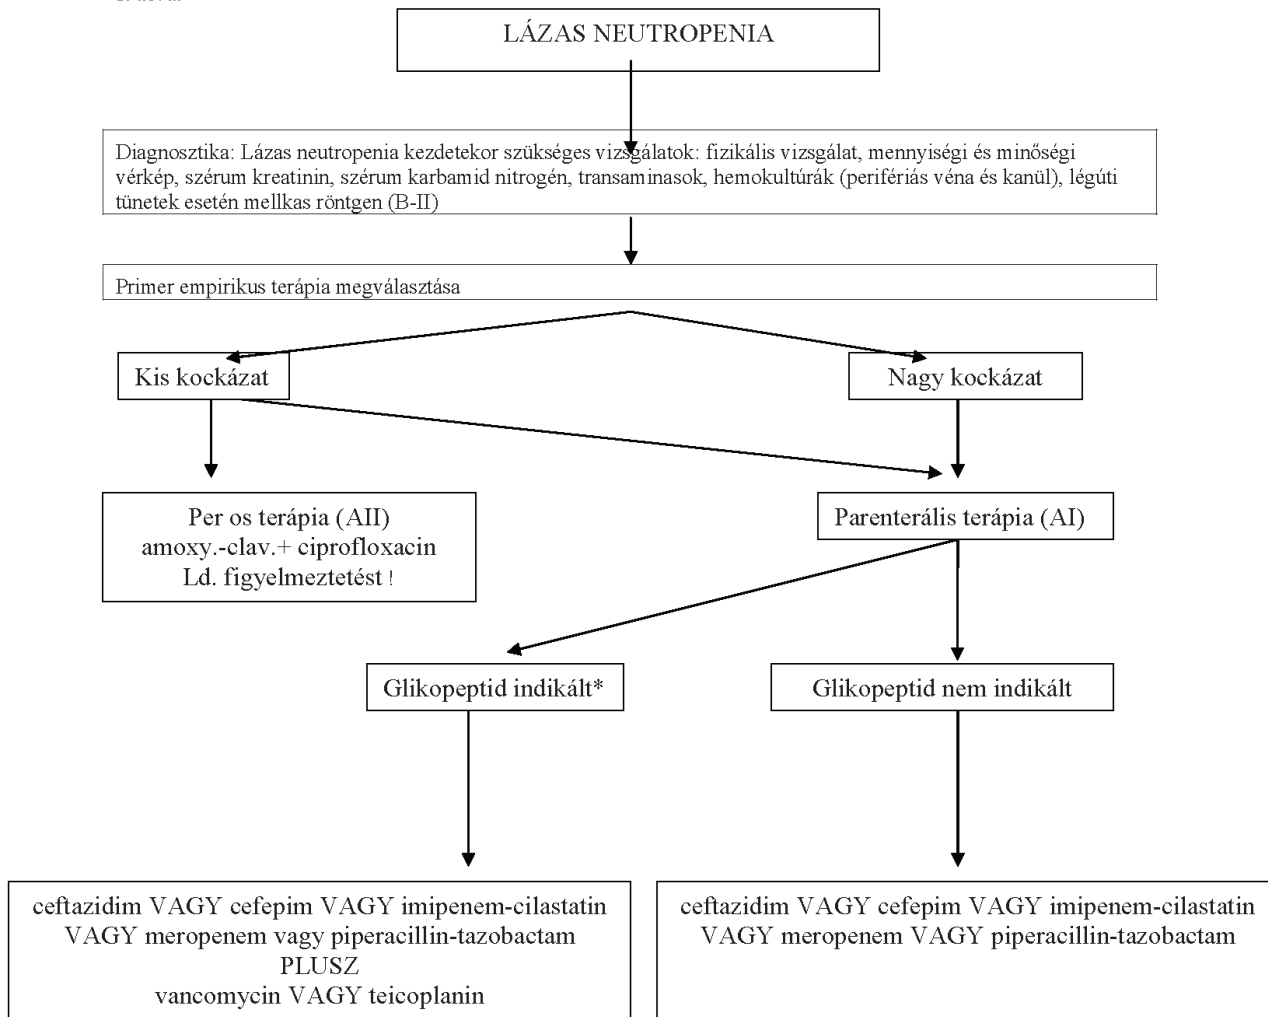 LÁZAS NEUTROPENIA
Diagnosztika: Lázas neutropenia kezdetekor szükséges vizsgálatok: fizikális vizsgálat, mennyiségi és minőségi
vérkép, szérum kreatinin, szérum karbamid nitrogén, transaminasok, hemokultúrák (perifériás véna és kanül), légúti
tünetek esetén mellkas röntgen (B-II)
Primer empirikus terápia megválasztása
Kis kockázat
Nagy kockázat
Per os terápia (AII)
amoxy.-clav.+ ciprofloxacin
Ld. figyelmeztetést !
Parenterális terápia (AI)
Glikopeptid indikált*
Glikopeptid nem indikált
ceftazidim VAGY cefepim VAGY imipenem-cilastatin
VAGY meropenem vagy piperacillin-tazobactam
PLUSZ
vancomycin VAGY teicoplanin
ceftazidim VAGY cefepim VAGY imipenem-cilastatin
VAGY meropenem VAGY piperacillin-tazobactam